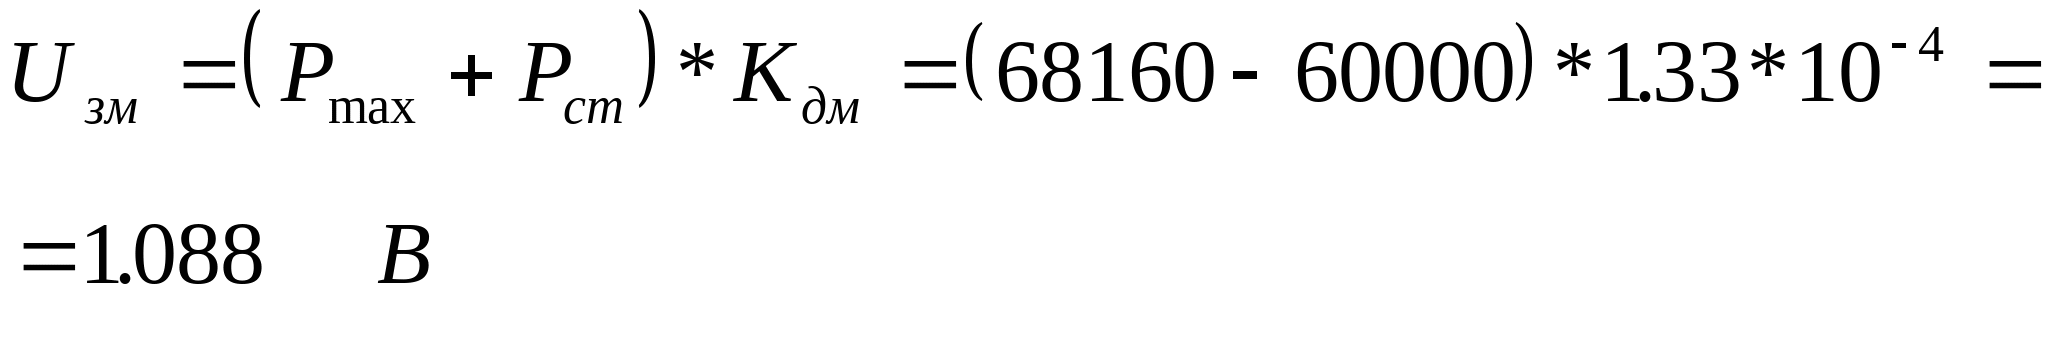 U зм = (P max + P ст) * K дм = (68160 - 60000) * 1.33 * 10 -4 =
= 1.088 В